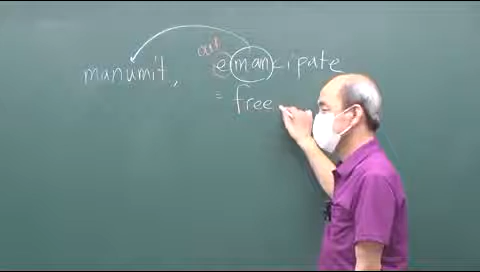 out
manumit, emancipate
= free